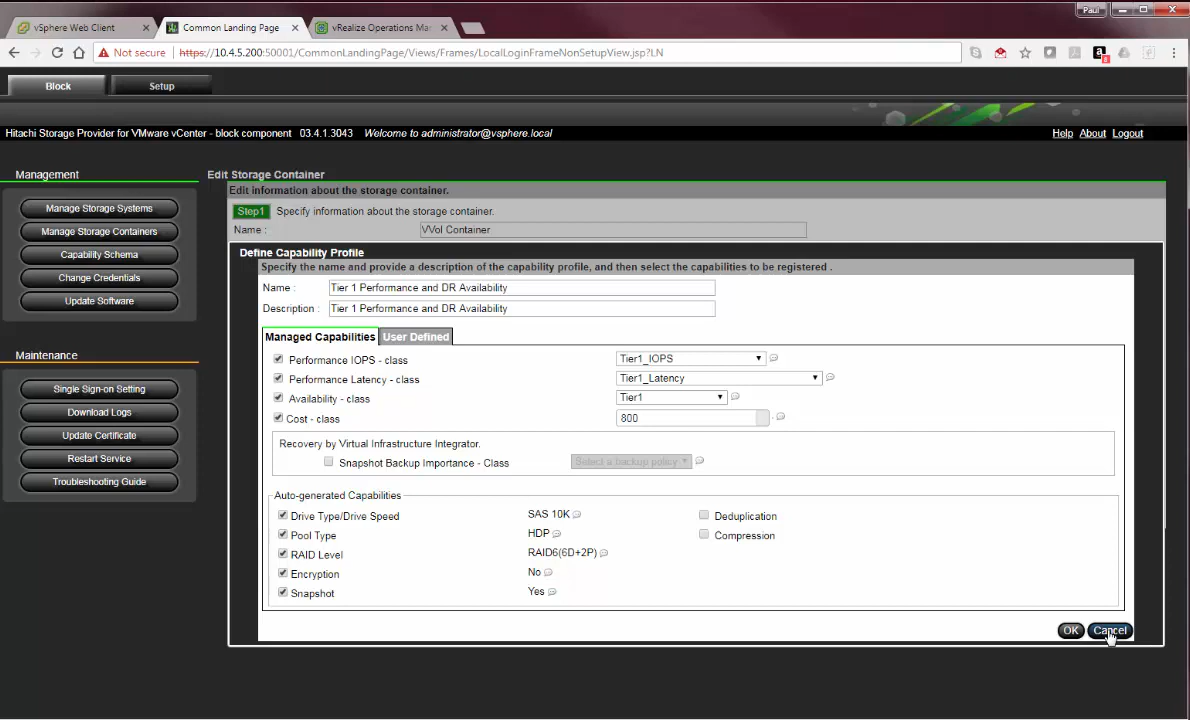 Paul
vSphere Web Client
Common Landing Page
vRealize Operations Ma
Not secure | https://10.4.5.200:50001/CommonLandingPage/Views/Frames/LocalLoginFrameNonSetupView.jsp?LN
Block
Setup
Hitachi Storage Provider for VMware vCenter - block component 03.4.1.3043 Welcome to administrator@vsphere.local
Help About Logout
Management
Manage Storage Systems
Manage Storage Containers
Capability Schema
Change Credentials
Update Software
Maintenance
Single Sign-on Setting
Download Logs
Update Certificate
Restart Service
Troubleshooting Guide
Edit Storage Container
Edit information about the storage container.
Step1 Specify information about the storage container.
Name : VVol Container
Define Capability Profile
Specify the name and provide a description of the capability profile, and then select the capabilities to be registered .
Name : Tier 1 Performance and DR Availability
Description : Tier 1 Performance and DR Availability
Managed Capabilities User Defined
Performance IOPS - class Tier1_IOPS
Performance Latency - class Tier1_Latency
Availability - class Tier1
Cost - class 800
Recovery by Virtual Infrastructure Integrator.
Snapshot Backup Importance - Class Select a backup policy
Auto-generated Capabilities
Drive Type/Drive Speed SAS 10K Deduplication
Pool Type HDP Compression
RAID Level RAID6(6D+2P)
Encryption No
Snapshot Yes
OK Cancel